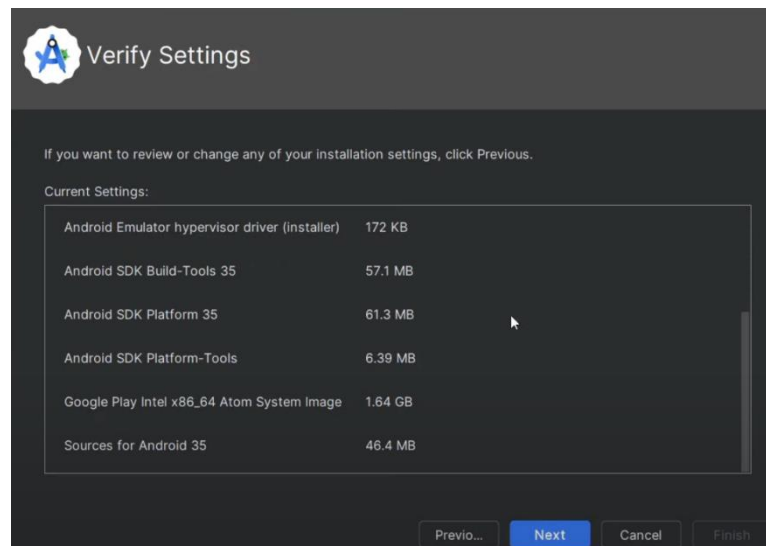 Verify Settings
If you want to review or change any of your installation settings, click Previous.
Current Settings:
Android Emulator hypervisor driver (installer) 172 KB
Android SDK Build-Tools 35 57.1 MB
Android SDK Platform 35 61.3 MB
Android SDK Platform-Tools 6.39 MB
Google Play Intel x86_64 Atom System Image 1.64 GB
Sources for Android 35 46.4 MB
Previo... Next Cancel Finish